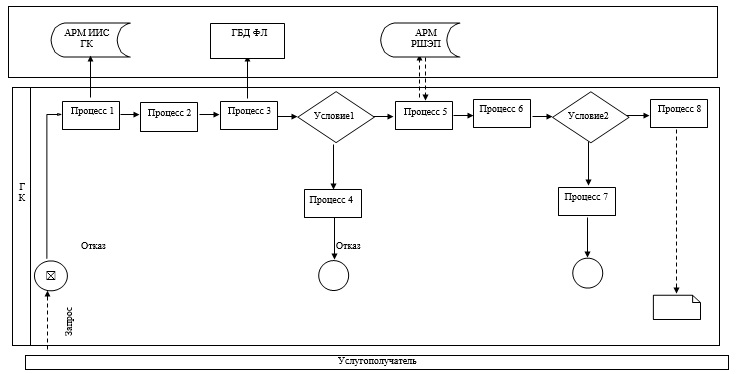 АРМ ИИС
ГК
ГБД ФЛ
АРМ
РШЭП
Процесс 1
Процесс 2
Процесс 3
Условие1
Процесс 5
Процесс 6
Условие2
Процесс 8
Г
К
Процесс 4
Процесс 7
Отказ
Отказ
Запрос
Услугополучатель